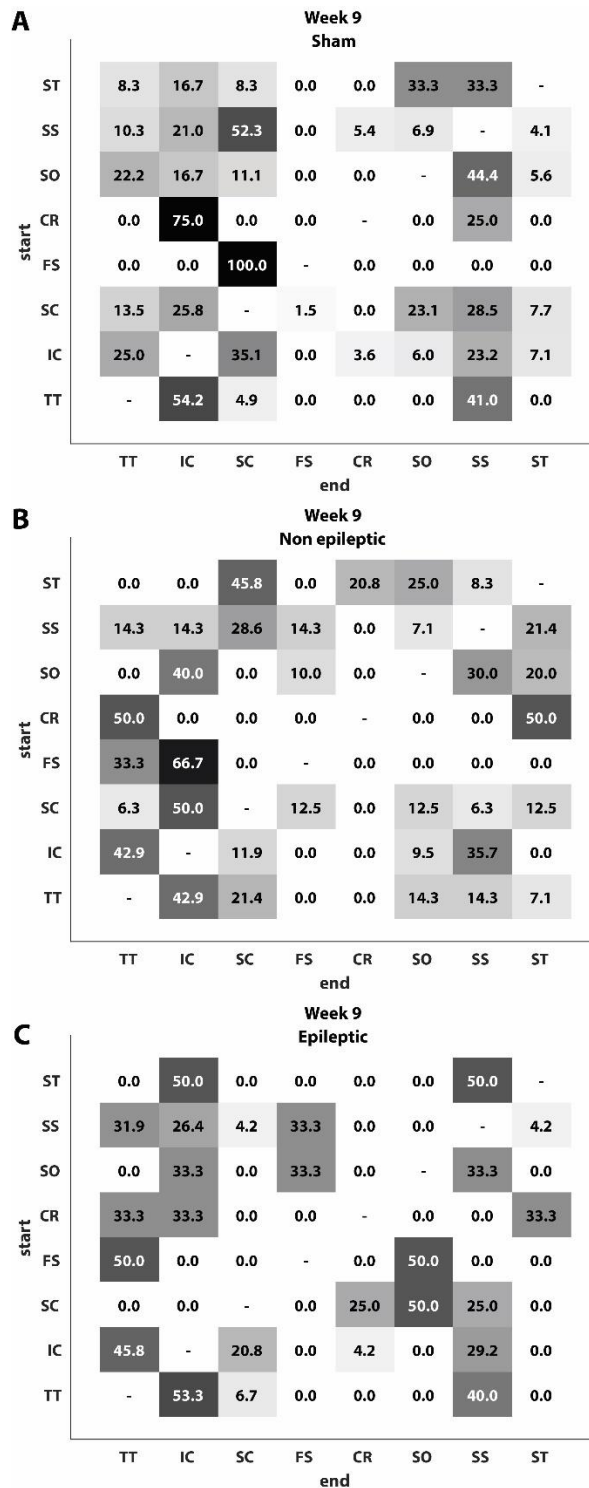 A
Week 9
Sham
ST 8.3 16.7 8.3 0.0 0.0 33.3 33.3 -
SS 10.3 21.0 52.3 0.0 5.4 6.9 - 4.1
SO 22.2 16.7 11.1 0.0 0.0 - 44.4 5.6
CR 0.0 75.0 0.0 0.0 - 0.0 25.0 0.0
start
FS 0.0 0.0 100.0 - 0.0 0.0 0.0 0.0
SC 13.5 25.8 - 1.5 0.0 23.1 28.5 7.7
IC 25.0 - 35.1 0.0 3.6 6.0 23.2 7.1
TT - 54.2 4.9 0.0 0.0 0.0 41.0 0.0
TT IC SC FS CR SO SS ST
end
B
Week 9
Non epileptic
ST 0.0 0.0 45.8 0.0 20.8 25.0 8.3 -
SS 14.3 14.3 28.6 14.3 0.0 7.1 - 21.4
SO 0.0 40.0 0.0 10.0 0.0 - 30.0 20.0
CR 50.0 0.0 0.0 0.0 - 0.0 0.0 50.0
start
FS 33.3 66.7 0.0 - 0.0 0.0 0.0 0.0
SC 6.3 50.0 - 12.5 0.0 12.5 6.3 12.5
IC 42.9 - 11.9 0.0 0.0 9.5 35.7 0.0
TT - 42.9 21.4 0.0 0.0 14.3 14.3 7.1
TT IC SC FS CR SO SS ST
end
C
Week 9
Epileptic
ST 0.0 50.0 0.0 0.0 0.0 0.0 50.0 -
SS 31.9 26.4 4.2 33.3 0.0 0.0 - 4.2
SO 0.0 33.3 0.0 33.3 0.0 - 33.3 0.0
CR 33.3 33.3 0.0 0.0 - 0.0 0.0 33.3
start
FS 50.0 0.0 0.0 - 0.0 50.0 0.0 0.0
SC 0.0 0.0 - 0.0 25.0 50.0 25.0 0.0
IC 45.8 - 20.8 0.0 4.2 0.0 29.2 0.0
TT - 53.3 6.7 0.0 0.0 0.0 40.0 0.0
TT IC SC FS CR SO SS ST
end